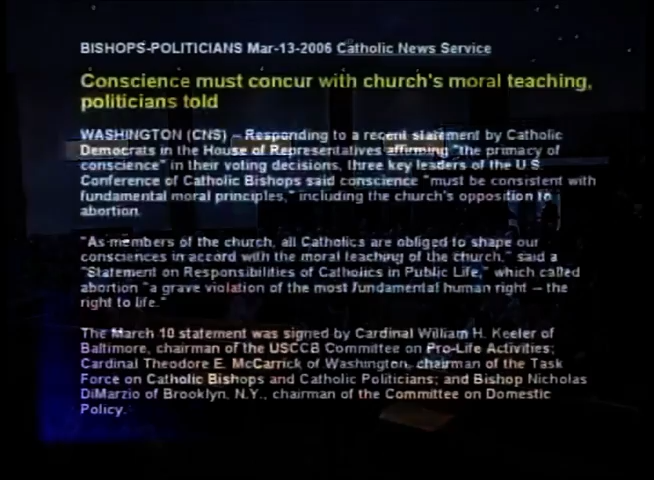 BISHOPS-POLITICIANS Mar-13-2006 Catholic News Service
Conscience must concur with church's moral teaching,
politicians told
WASHINGTON (CNS) -- Responding to a recent statement by Catholic
Democrats in the House of Representatives affirming "the primacy of
conscience" in their voting decisions, three key leaders of the U.S.
Conference of Catholic Bishops said conscience "must be consistent with
fundamental moral principles," including the church's opposition to
abortion.
"As members of the church, all Catholics are obliged to shape our
consciences in accord with the moral teaching of the church," said a
"Statement on Responsibilities of Catholics in Public Life," which called
abortion "a grave violation of the most fundamental human right -- the
right to life."
The March 10 statement was signed by Cardinal William H. Keeler of
Baltimore, chairman of the USCCB Committee on Pro-Life Activities;
Cardinal Theodore E. McCarrick of Washington, chairman of the Task
Force on Catholic Bishops and Catholic Politicians; and Bishop Nicholas
DiMarzio of Brooklyn, N.Y., chairman of the Committee on Domestic
Policy.